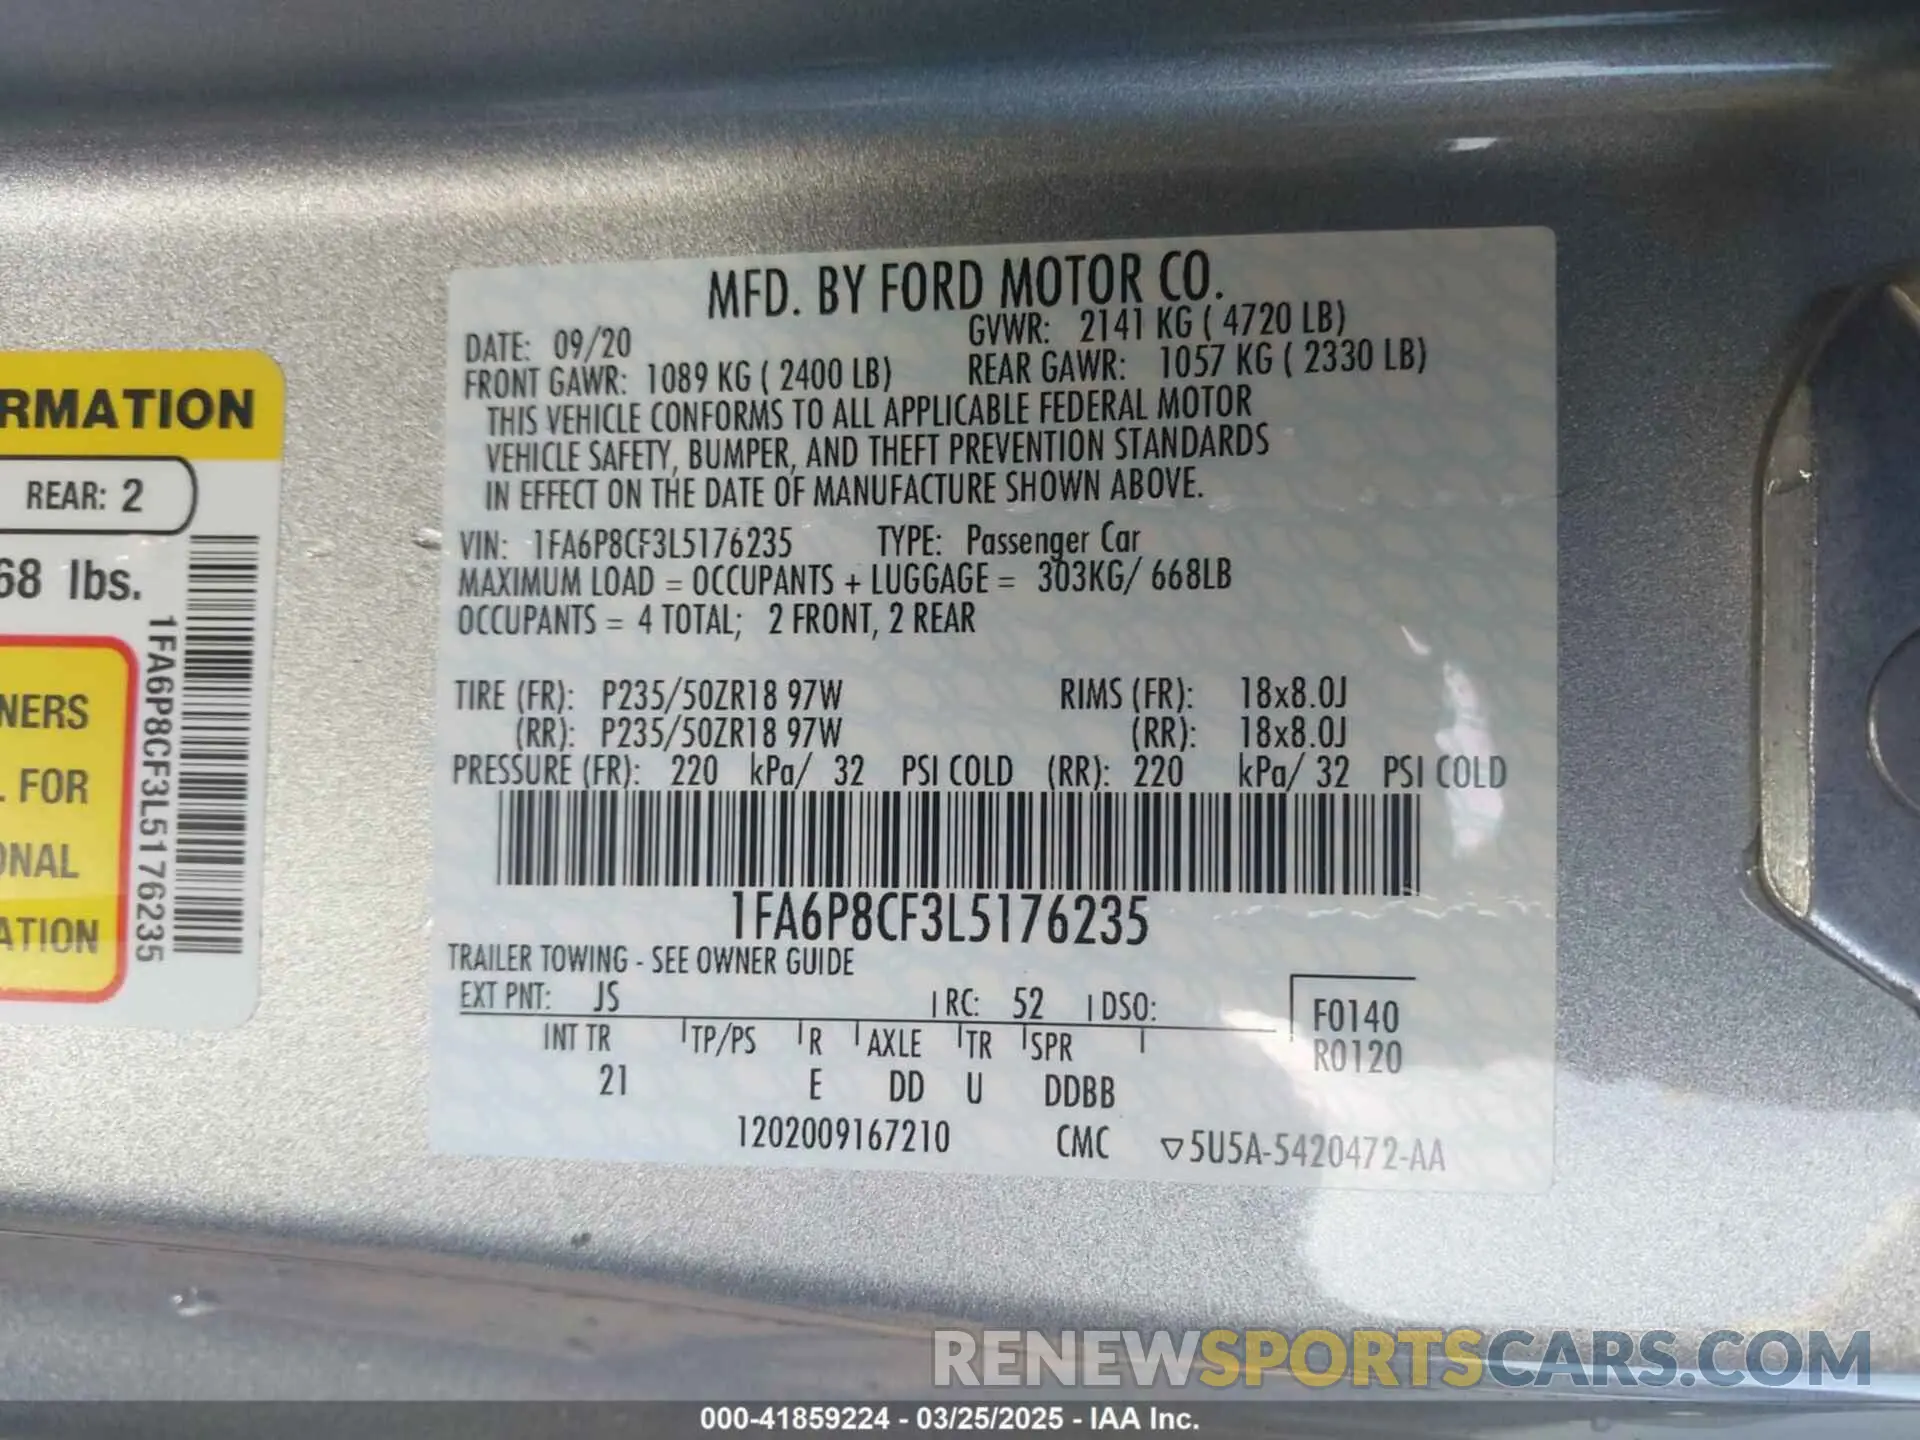 RMATION
REAR: 2
68 lbs.
NERS
L FOR
ONAL
ATION
1FA6P8CF3L5176235
MFD. BY FORD MOTOR CO.
DATE: 09/20 GVWR: 2141 KG ( 4720 LB)
FRONT GAWR: 1089 KG ( 2400 LB) REAR GAWR: 1057 KG ( 2330 LB)
THIS VEHICLE CONFORMS TO ALL APPLICABLE FEDERAL MOTOR
VEHICLE SAFETY, BUMPER, AND THEFT PREVENTION STANDARDS
IN EFFECT ON THE DATE OF MANUFACTURE SHOWN ABOVE.
VIN: 1FA6P8CF3L5176235 TYPE: Passenger Car
MAXIMUM LOAD = OCCUPANTS + LUGGAGE = 303KG/ 668LB
OCCUPANTS = 4 TOTAL; 2 FRONT, 2 REAR
TIRE (FR): P235/50ZR18 97W RIMS (FR): 18x8.0J
(RR): P235/50ZR18 97W (RR): 18x8.0J
PRESSURE (FR): 220 kPa/ 32 PSI COLD (RR): 220 kPa/ 32 PSI COLD
1FA6P8CF3L5176235
TRAILER TOWING - SEE OWNER GUIDE
EXT PNT: JS RC: 52 DSO: F0140
INT TR TP/PS R AXLE TR SPR R0120
21 E DD U DDBB
1202009167210 CMC ▽5U5A-5420472-AA
RENEWSPORTSCARS.COM
000-41859224 - 03/25/2025 - IAA Inc.